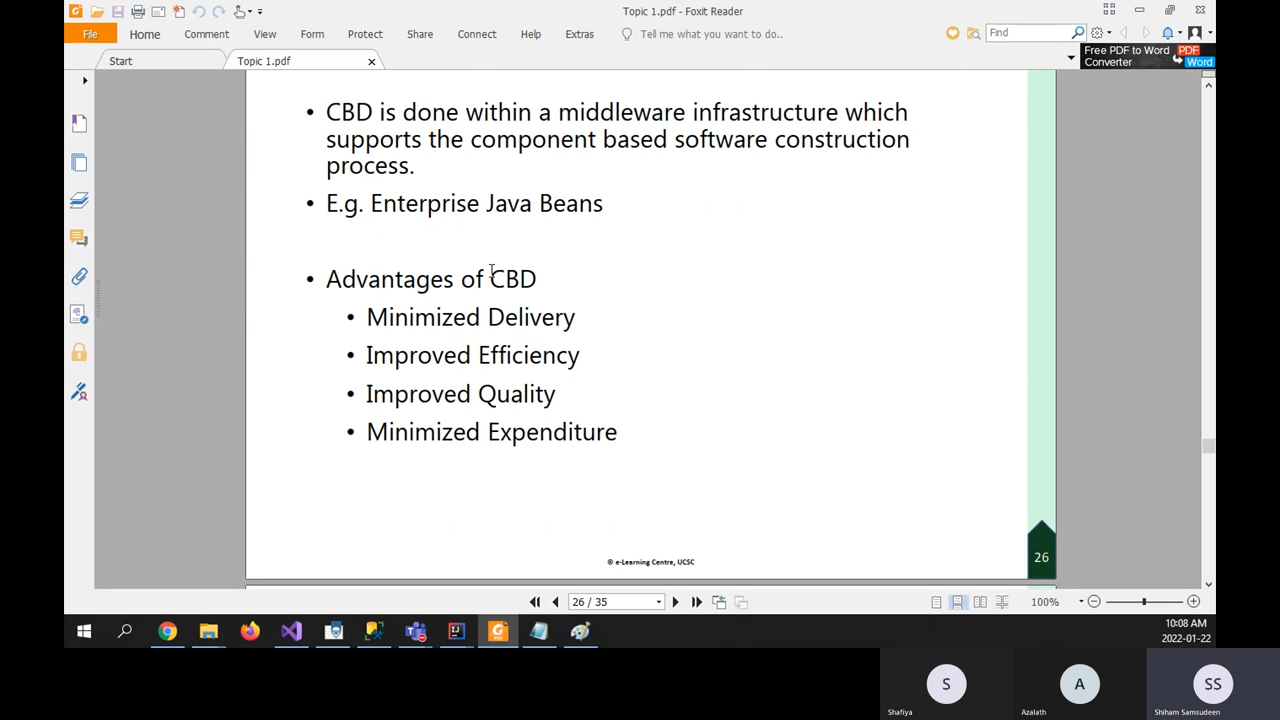 Topic 1.pdf - Foxit Reader
File Home Comment View Form Protect Share Connect Help Extras Tell me what you want to do.. Find
Start Topic 1.pdf
Free PDF to Word Converter PDF Word
• CBD is done within a middleware infrastructure which
supports the component based software construction
process.
• E.g. Enterprise Java Beans
• Advantages of CBD
• Minimized Delivery
• Improved Efficiency
• Improved Quality
• Minimized Expenditure
© e-Learning Centre, UCSC
26
26 / 35 100%
10:08 AM
2022-01-22
S A SS
Shafiya Azalath Shiham Samsudeen